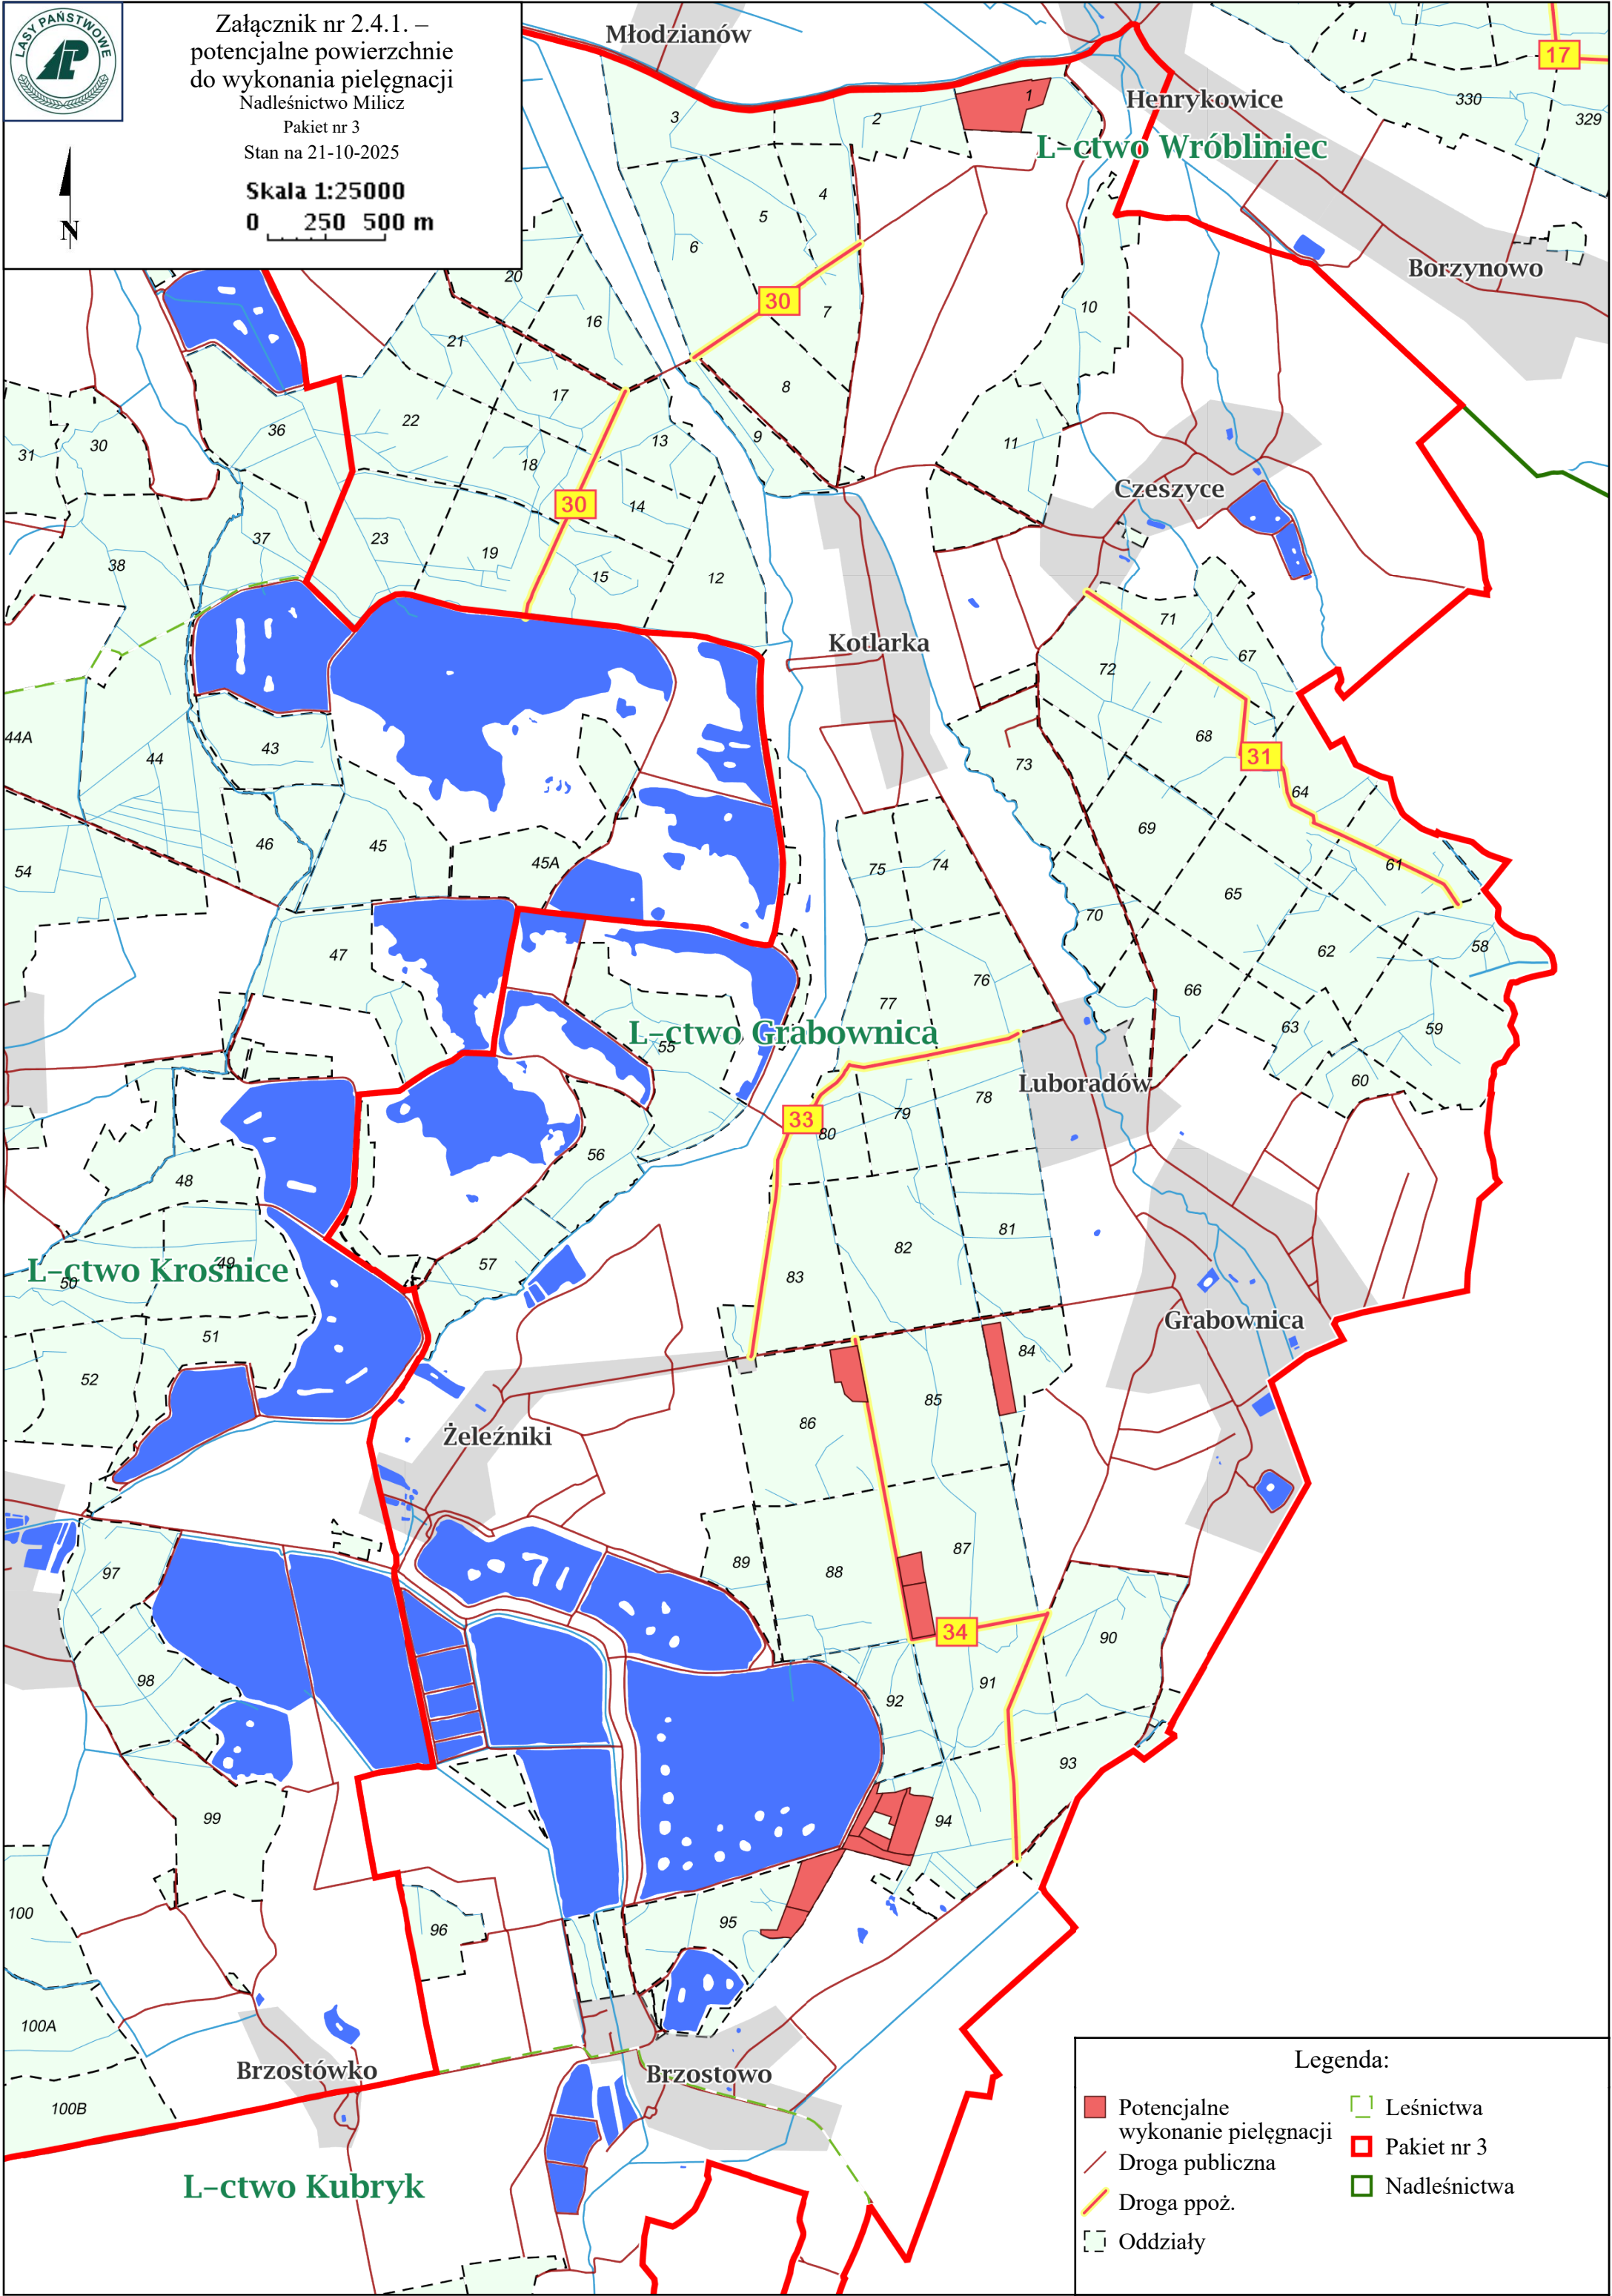 LASY PAŃSTWOWE
Załącznik nr 2.4.1. –
potencjalne powierzchnie
do wykonania pielęgnacji
Nadleśnictwo Milicz
Pakiet nr 3
Stan na 21-10-2025
Skala 1:25000
0 250 500 m
N
Młodzianów
17
Henrykowice
330
329
1
2
3
L-ctwo Wróbliniec
4
5
6
Borzynowo
20
30
7
10
16
21
17
8
22
36
13
9
11
30
31
18
Czeszyce
30
14
37
23
19
38
15
12
71
Kotlarka
67
72
44A
43
44
68
31
73
64
46
45
69
45A
75
74
61
54
65
70
47
62
58
76
66
77
63
59
L-ctwo Grabownica
55
60
Luboradów
78
79
33
80
56
48
81
82
49
57
L-ctwo Krośnice
50
83
Grabownica
51
84
52
85
86
Żeleźniki
87
89
88
97
34
90
98
91
92
93
99
94
100
95
96
100A
Brzostówko
Brzostowo
100B
L-ctwo Kubryk
Legenda:
Potencjalne
wykonanie pielęgnacji
Droga publiczna
Droga ppoż.
Oddziały
Leśnictwa
Pakiet nr 3
Nadleśnictwa